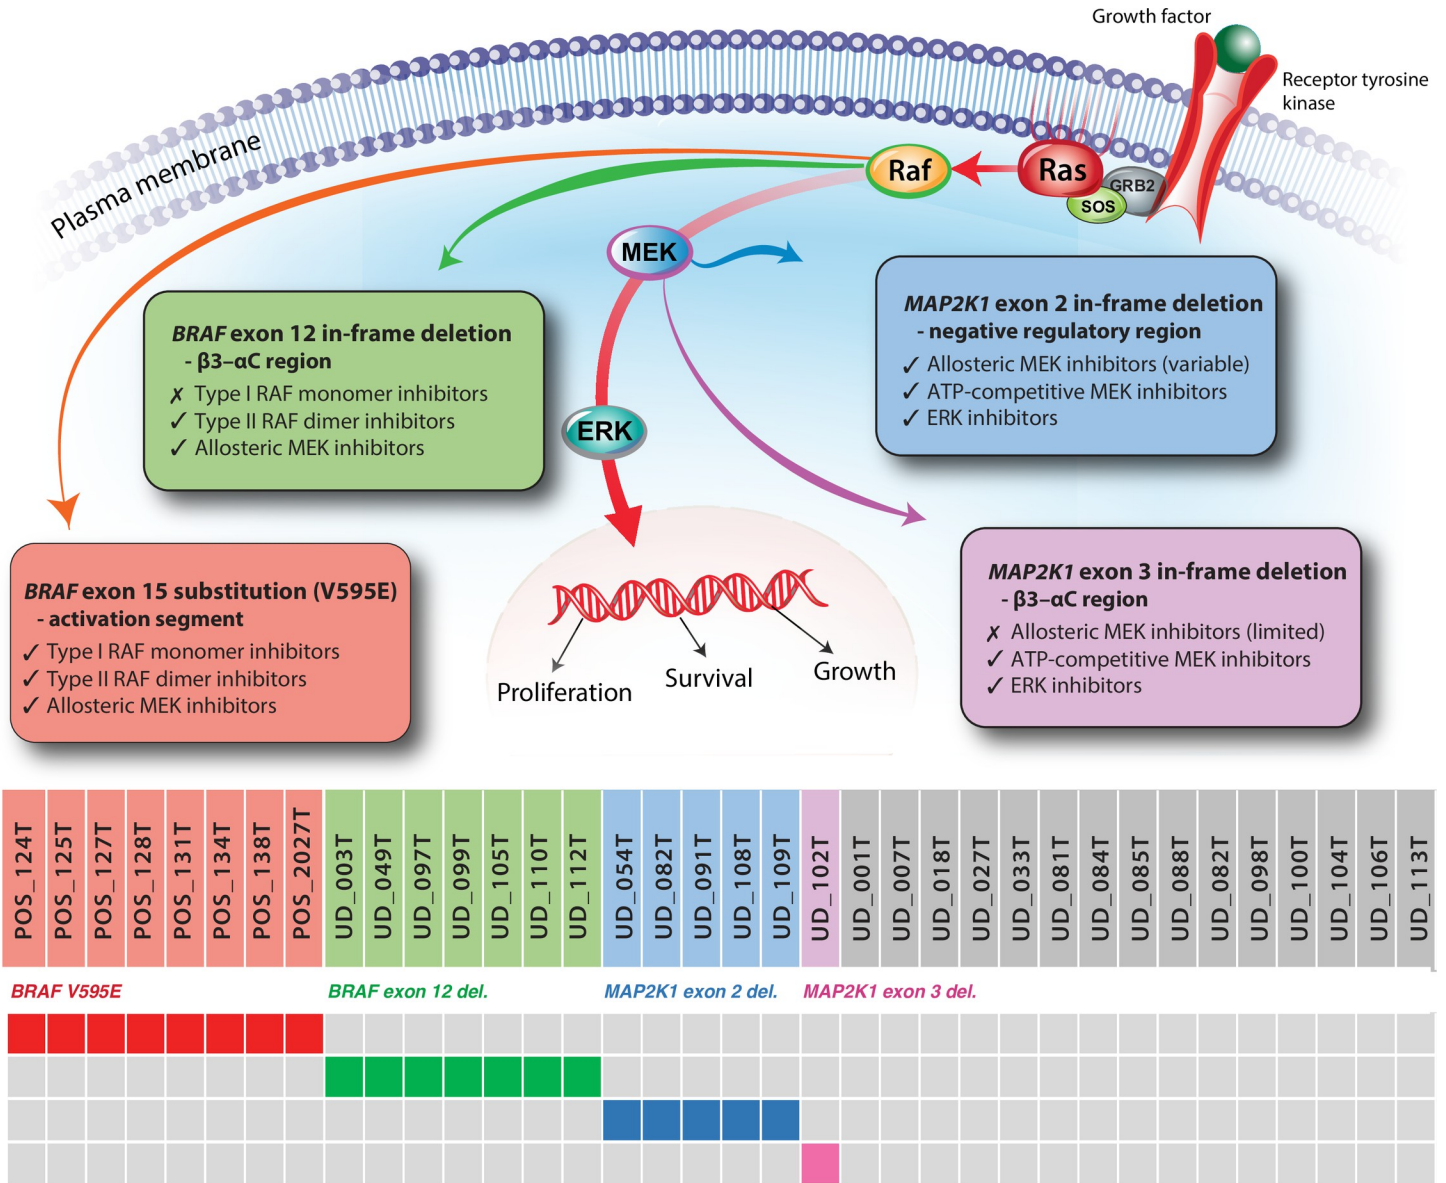 Growth factor
Receptor tyrosine
kinase
Plasma membrane
Raf
Ras
GRB2
SOS
MEK
ERK
BRAF exon 12 in-frame deletion
- β3–αC region
✗ Type I RAF monomer inhibitors
✓ Type II RAF dimer inhibitors
✓ Allosteric MEK inhibitors
MAP2K1 exon 2 in-frame deletion
- negative regulatory region
✓ Allosteric MEK inhibitors (variable)
✓ ATP-competitive MEK inhibitors
✓ ERK inhibitors
BRAF exon 15 substitution (V595E)
- activation segment
✓ Type I RAF monomer inhibitors
✓ Type II RAF dimer inhibitors
✓ Allosteric MEK inhibitors
MAP2K1 exon 3 in-frame deletion
- β3–αC region
✗ Allosteric MEK inhibitors (limited)
✓ ATP-competitive MEK inhibitors
✓ ERK inhibitors
Proliferation
Survival
Growth
POS_124T
POS_125T
POS_127T
POS_128T
POS_131T
POS_134T
POS_138T
POS_2027T
UD_003T
UD_049T
UD_097T
UD_099T
UD_105T
UD_110T
UD_112T
UD_054T
UD_082T
UD_091T
UD_108T
UD_109T
UD_102T
UD_001T
UD_007T
UD_018T
UD_027T
UD_033T
UD_081T
UD_084T
UD_085T
UD_088T
UD_082T
UD_098T
UD_100T
UD_104T
UD_106T
UD_113T
BRAF V595E
BRAF exon 12 del.
MAP2K1 exon 2 del.
MAP2K1 exon 3 del.